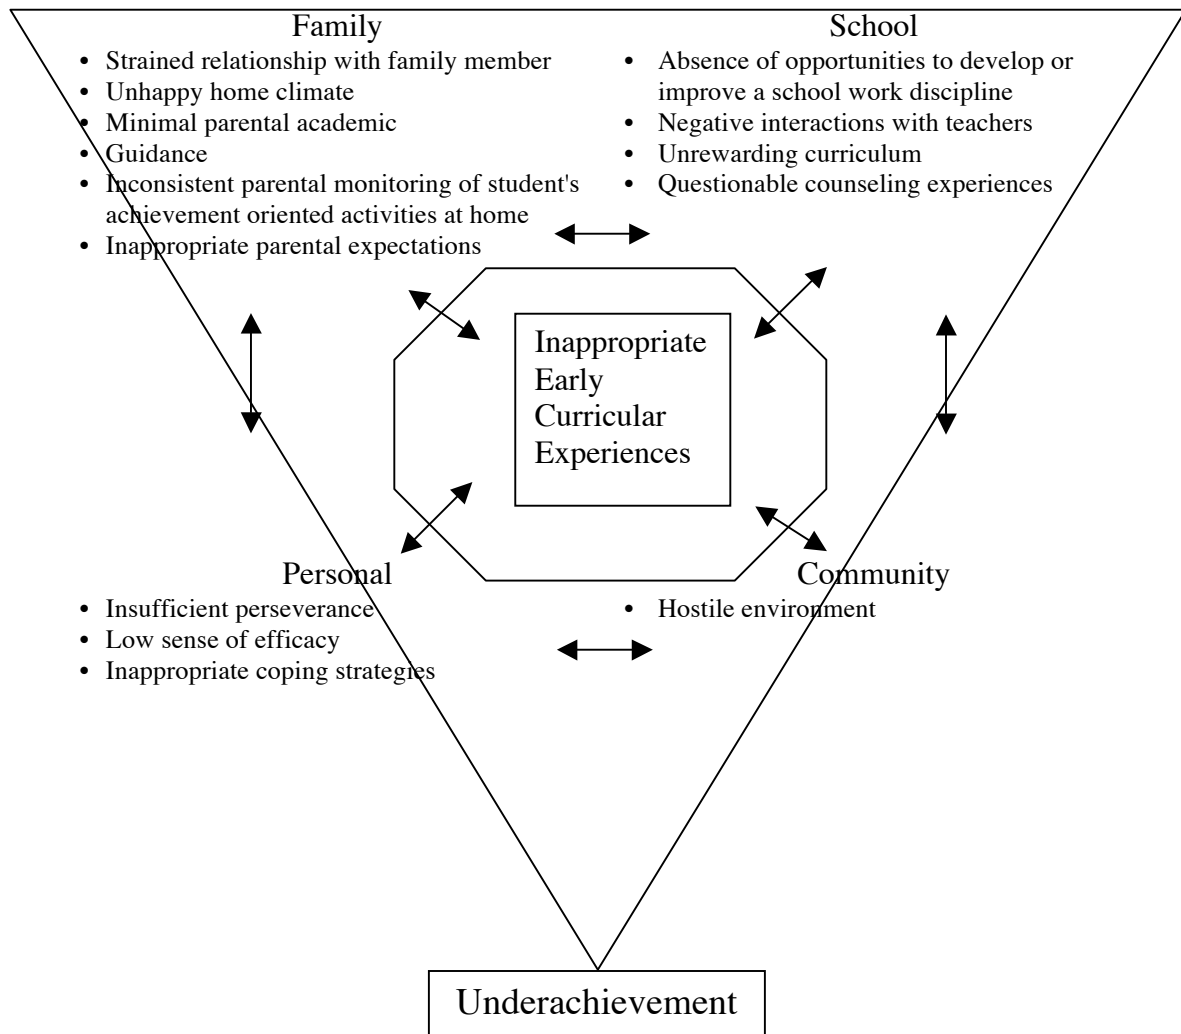 Family
• Strained relationship with family member
• Unhappy home climate
• Minimal parental academic
• Guidance
• Inconsistent parental monitoring of student's
achievement oriented activities at home
• Inappropriate parental expectations
School
• Absence of opportunities to develop or
improve a school work discipline
• Negative interactions with teachers
• Unrewarding curriculum
• Questionable counseling experiences
Inappropriate
Early
Curricular
Experiences
Personal
• Insufficient perseverance
• Low sense of efficacy
• Inappropriate coping strategies
Community
• Hostile environment
Underachievement